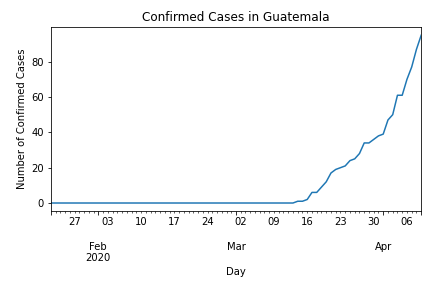 Confirmed Cases in Guatemala
Number of Confirmed Cases
80
60
40
20
0
27 03 10 17 24 02 09 16 23 30 06
Feb Mar Apr
2020
Day